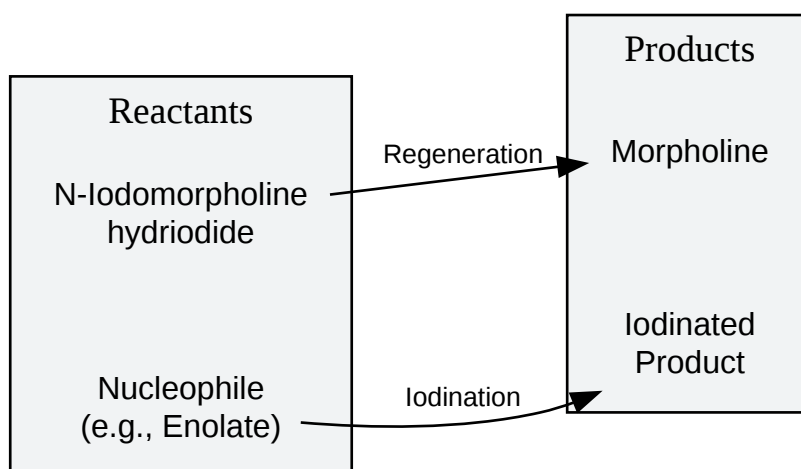 Reactants
N-Iodomorpholine
hydriodide
Nucleophile
(e.g., Enolate)
Regeneration
Iodination
Products
Morpholine
Iodinated
Product